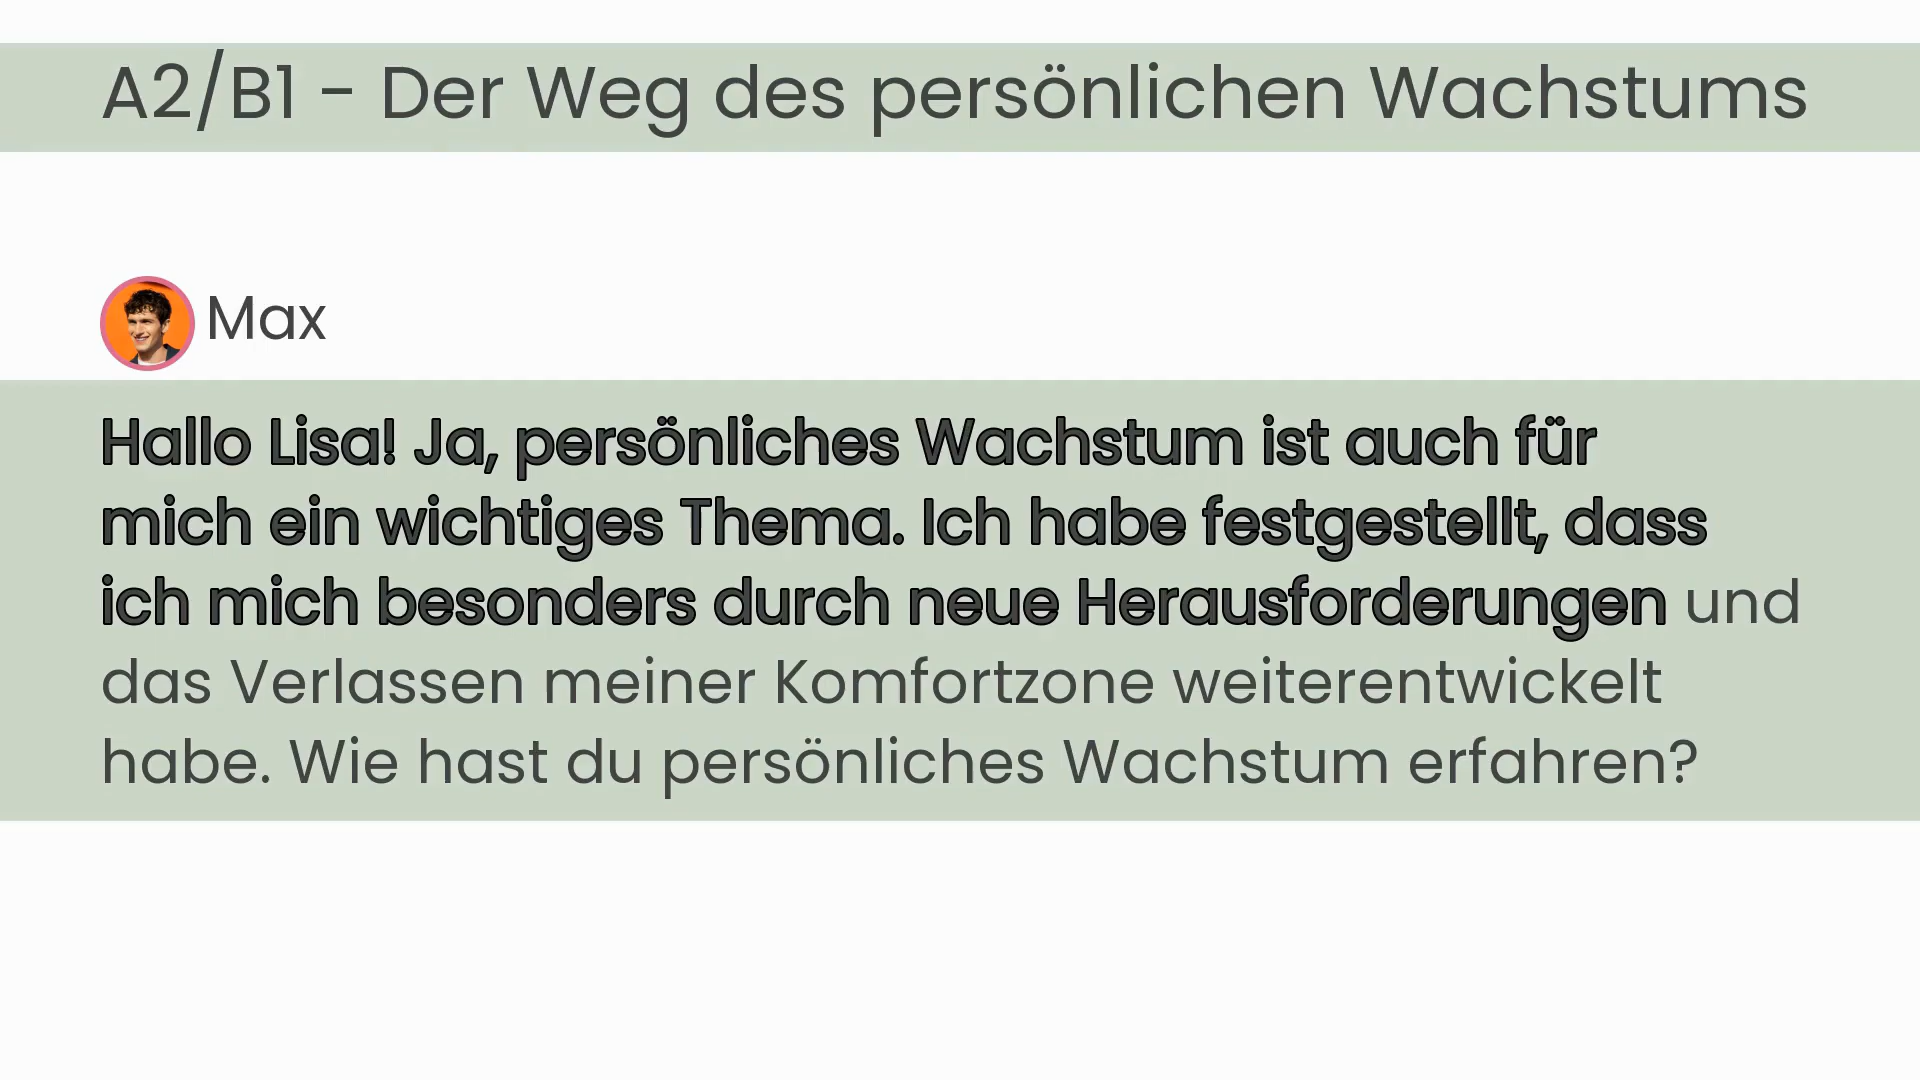 A2/B1 - Der Weg des persönlichen Wachstums
Max
Hallo Lisa! Ja, persönliches Wachstum ist auch für
mich ein wichtiges Thema. Ich habe festgestellt, dass
ich mich besonders durch neue Herausforderungen und
das Verlassen meiner Komfortzone weiterentwickelt
habe. Wie hast du persönliches Wachstum erfahren?